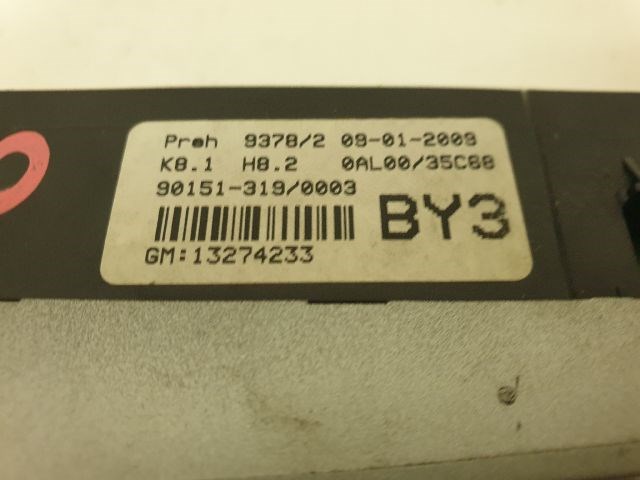 Preh 9378/2 09-01-2009
K8.1 H8.2 0AL00/35C68
90151-319/0003
BY3
GM:13274233